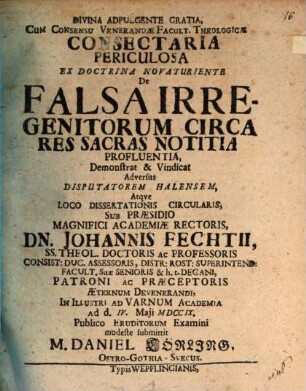 16
DIVINA ADFULGENTE GRATIA,
CUM CONSENSU VENERANDÆ FACULT. THEOLOGICÆ
CONSECTARIA
PERICULOSA
EX DOCTRINA NOVATURIENTE
De
FALSA IRRE-
GENITORUM CIRCA
RES SACRAS NOTITIA
PROFLUENTIA,
Demonstrat & Vindicat
Adversus
DISPUTATOREM HALENSEM,
Atqve
LOCO DISSERTATIONIS CIRCULARIS,
SUB PRÆSIDIO
MAGNIFICI ACADEMIÆ RECTORIS,
DN. JOHANNIS FECHTII,
SS. THEOL. DOCTORIS AC PROFESSORIS
CONSIST: DUC. ASSESSORIS, DISTR: ROST: SUPERINTEND:
FACULT. SUÆ SENIORIS & h. t. DECANI,
PATRONI AC PRÆCEPTORIS
ÆTERNUM DEVENERANDI;
IN ILLUSTRI AD VARNUM ACADEMIA
Ad d. IV. Maji MDCCIX.
Publico ERUDITORUM Examini
modeste submittit
M. DANIEL KÖRLING,
OSTRO-GOTHIA-SVECUS.
Typis WEPPLINGIANIS,